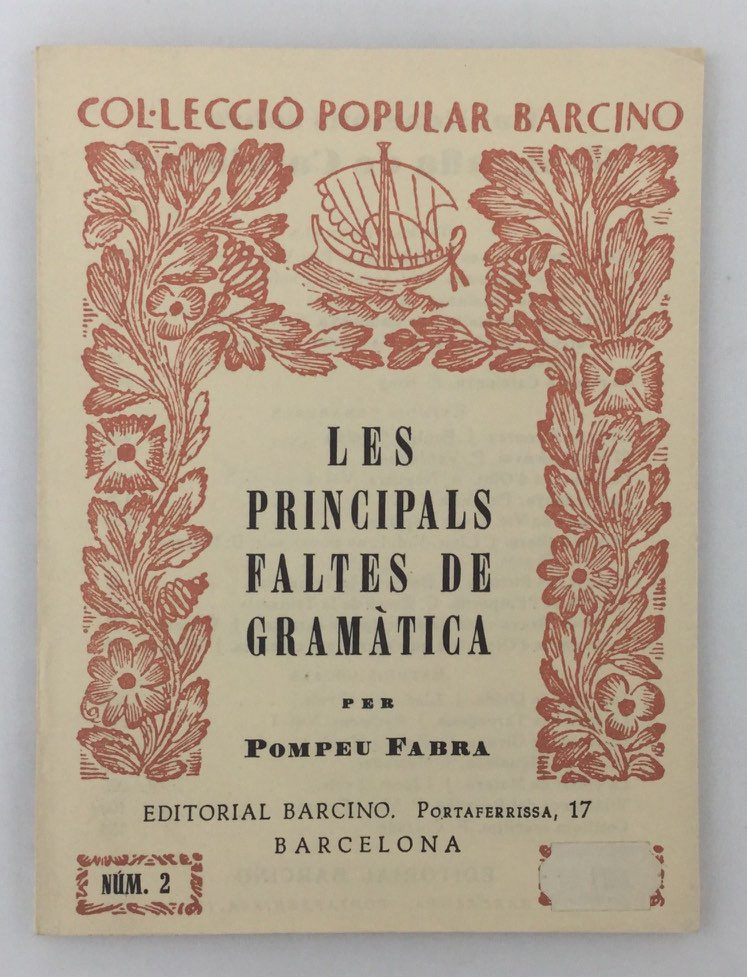 COL·LECCIÓ POPULAR BARCINO
LES
PRINCIPALS
FALTES DE
GRAMÀTICA
PER
POMPEU FABRA
EDITORIAL BARCINO. PORTAFERRISSA, 17
BARCELONA
NÚM. 2